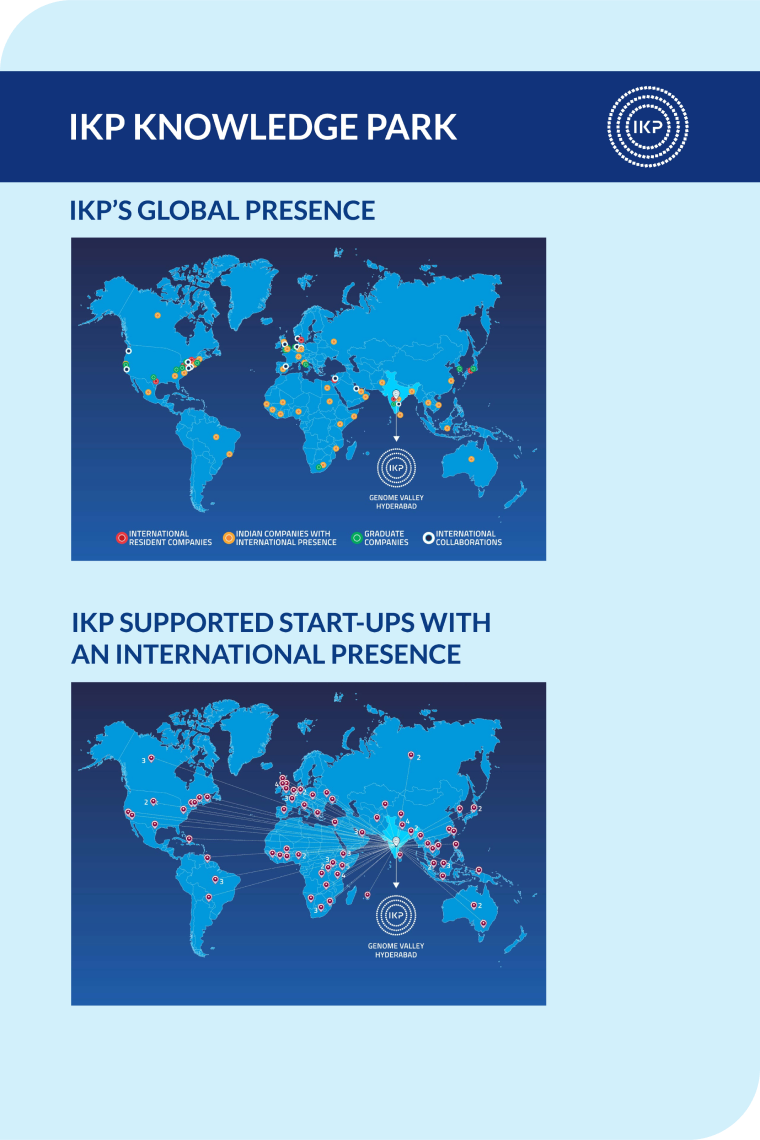 IKP KNOWLEDGE PARK
IKP
IKP'S GLOBAL PRESENCE
IKP
GENOME VALLEY
HYDERABAD
INTERNATIONAL
RESIDENT COMPANIES
INDIAN COMPANIES WITH
INTERNATIONAL PRESENCE
GRADUATE
COMPANIES
INTERNATIONAL
COLLABORATIONS
IKP SUPPORTED START-UPS WITH
AN INTERNATIONAL PRESENCE
3
2
4
2
2
4
3
3
2
3
IKP
GENOME VALLEY
HYDERABAD